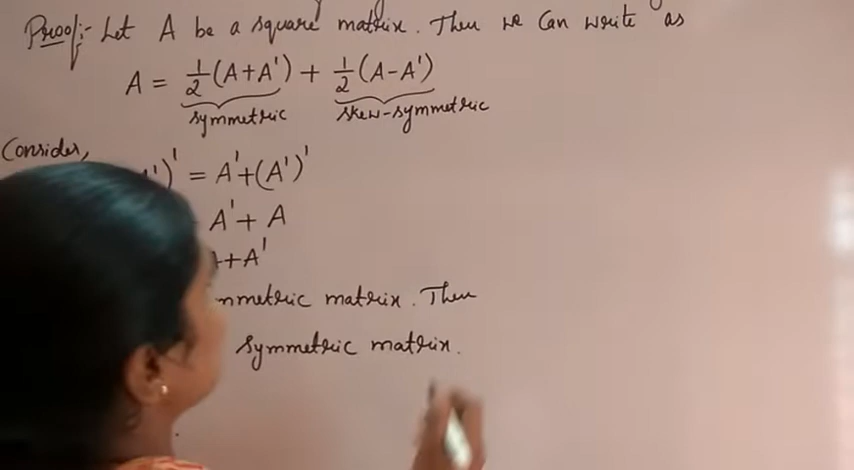 Proof:- Let A be a square matrix. Then we can write as
A = 1/2 (A+A') + 1/2 (A-A')
symmetric skew-symmetric
Consider,
')' = A'+(A')'
A'+ A
+A'
mmetric matrix. Then
symmetric matrix.